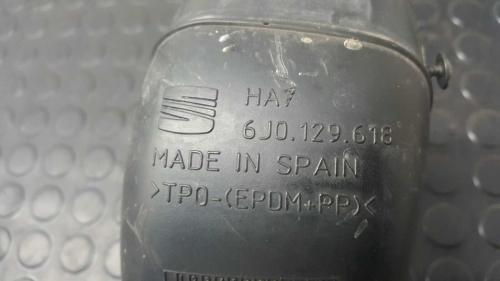 HA7
6J0.129.618
MADE IN SPAIN
>TPO-(EPDM+PP)<